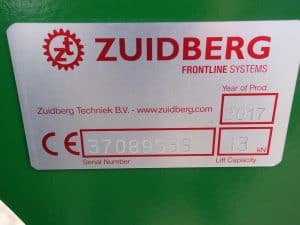 ZUIDBERG
FRONTLINE SYSTEMS
Year of Prod.
2017
Zuidberg Techniek B.V. - www.zuidberg.com
CE
13 kN
Serial Number
Lift Capacity